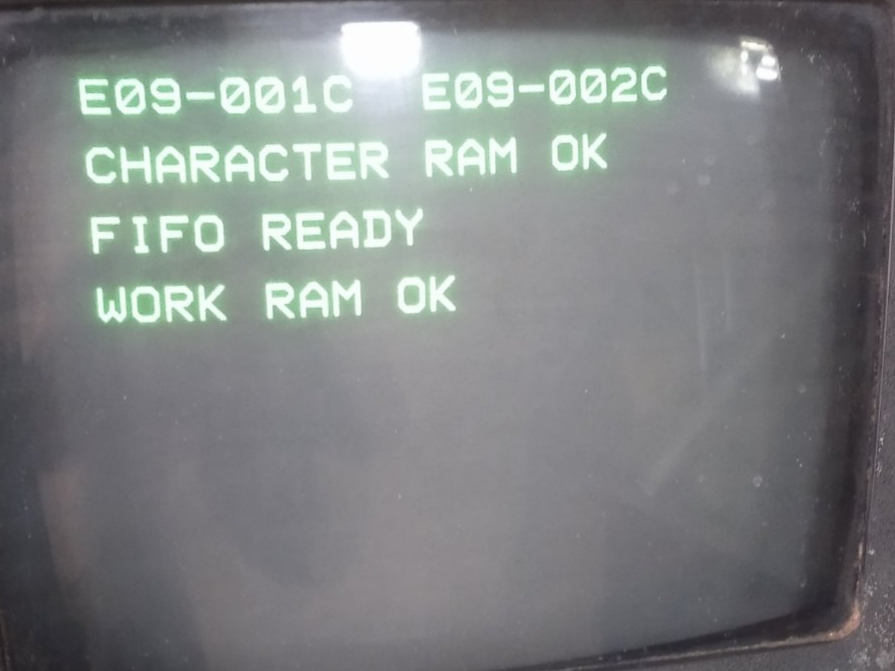 E09-001C E09-002C
CHARACTER RAM OK
FIFO READY
WORK RAM OK